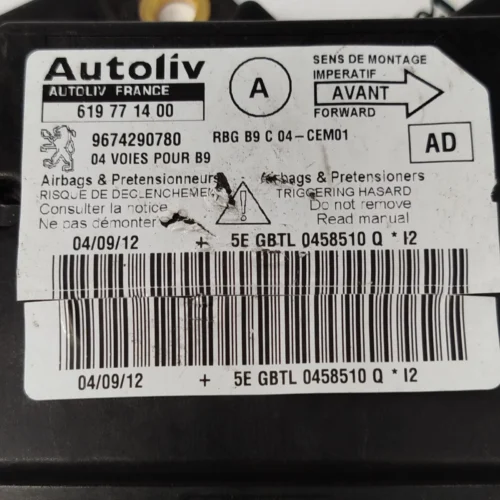 Autoliv
AUTOLIV FRANCE
619 77 14 00
A
SENS DE MONTAGE
IMPERATIF
AVANT
FORWARD
9674290780 RBG B9 C 04-CEM01
04 VOIES POUR B9
AD
Airbags & Pretensionneurs
RISQUE DE DECLENCHEMEN
Consulter la notice
Ne pas démonter
Airbags & Pretensioners
TRIGGERING HASARD
Do not remove
Read manual
04/09/12 + 5E GBTL 0458510 Q * I2
04/09/12 + 5E GBTL 0458510 Q * I2